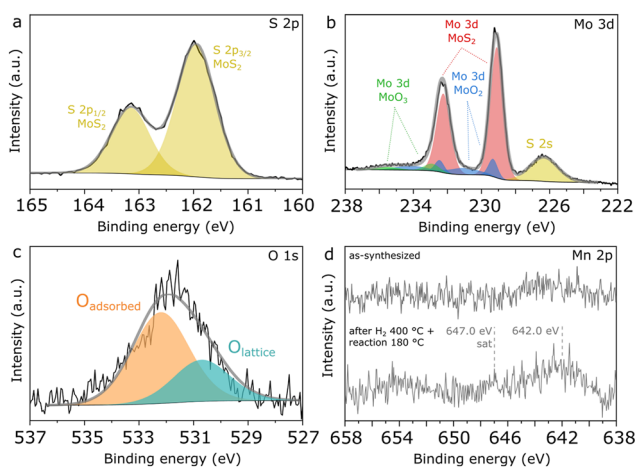 a
S 2p
S 2p3/2
MoS2
S 2p1/2
MoS2
Intensity (a.u.)
165 164 163 162 161 160
Binding energy (eV)
b
Mo 3d
Mo 3d
MoS2
Mo 3d
MoO3
Mo 3d
MoO2
S 2s
Intensity (a.u.)
238 234 230 226 222
Binding energy (eV)
c
O 1s
Oadsorbed
Olattice
Intensity (a.u.)
537 535 533 531 529 527
Binding energy (eV)
d
Mn 2p
as-synthesized
after H2 400 °C +
reaction 180 °C
647.0 eV
sat
642.0 eV
Intensity (a.u.)
658 654 650 646 642 638
Binding energy (eV)